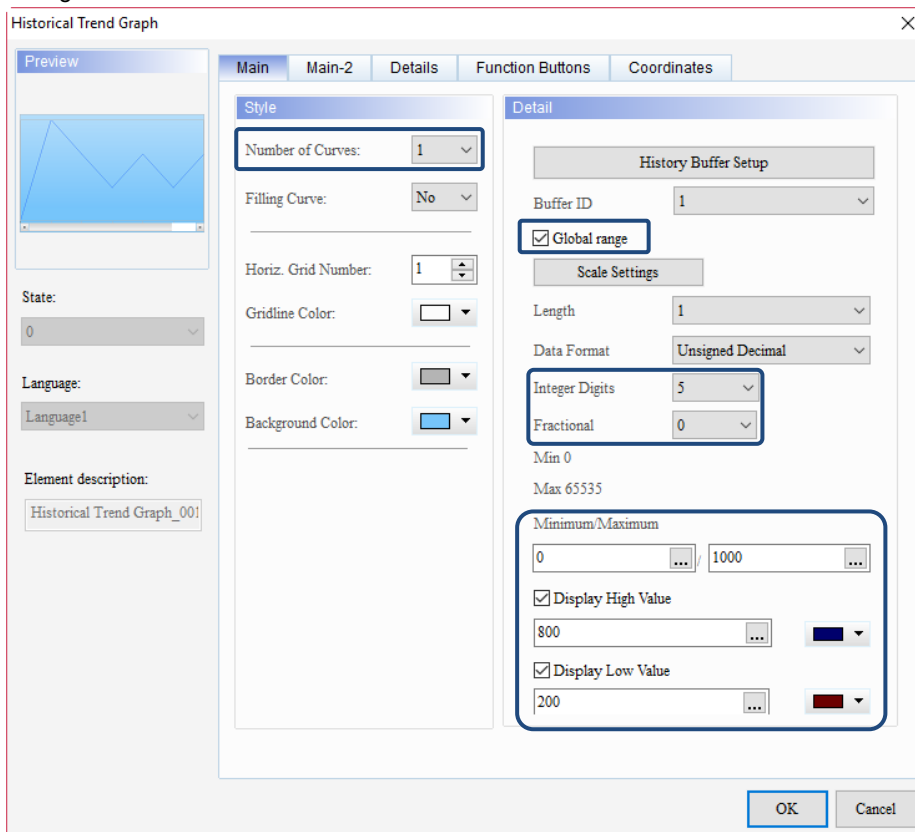 Historical Trend Graph
Preview
State:
0
Language:
Language1
Element description:
Historical Trend Graph_001
Main Main-2 Details Function Buttons Coordinates
Style
Number of Curves: 1
Filling Curve: No
Horiz. Grid Number: 1
Gridline Color:
Border Color:
Background Color:
Detail
History Buffer Setup
Buffer ID 1
Global range
Scale Settings
Length 1
Data Format Unsigned Decimal
Integer Digits 5
Fractional 0
Min 0
Max 65535
Minimum/Maximum
0 ... / 1000 ...
Display High Value
800 ...
Display Low Value
200 ...
OK Cancel